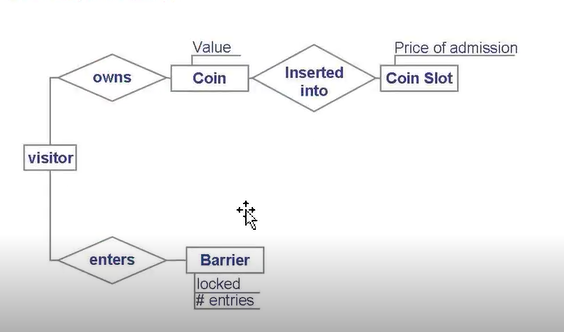 Value
Price of admission
owns
Coin
Inserted
into
Coin Slot
visitor
enters
Barrier
locked
# entries